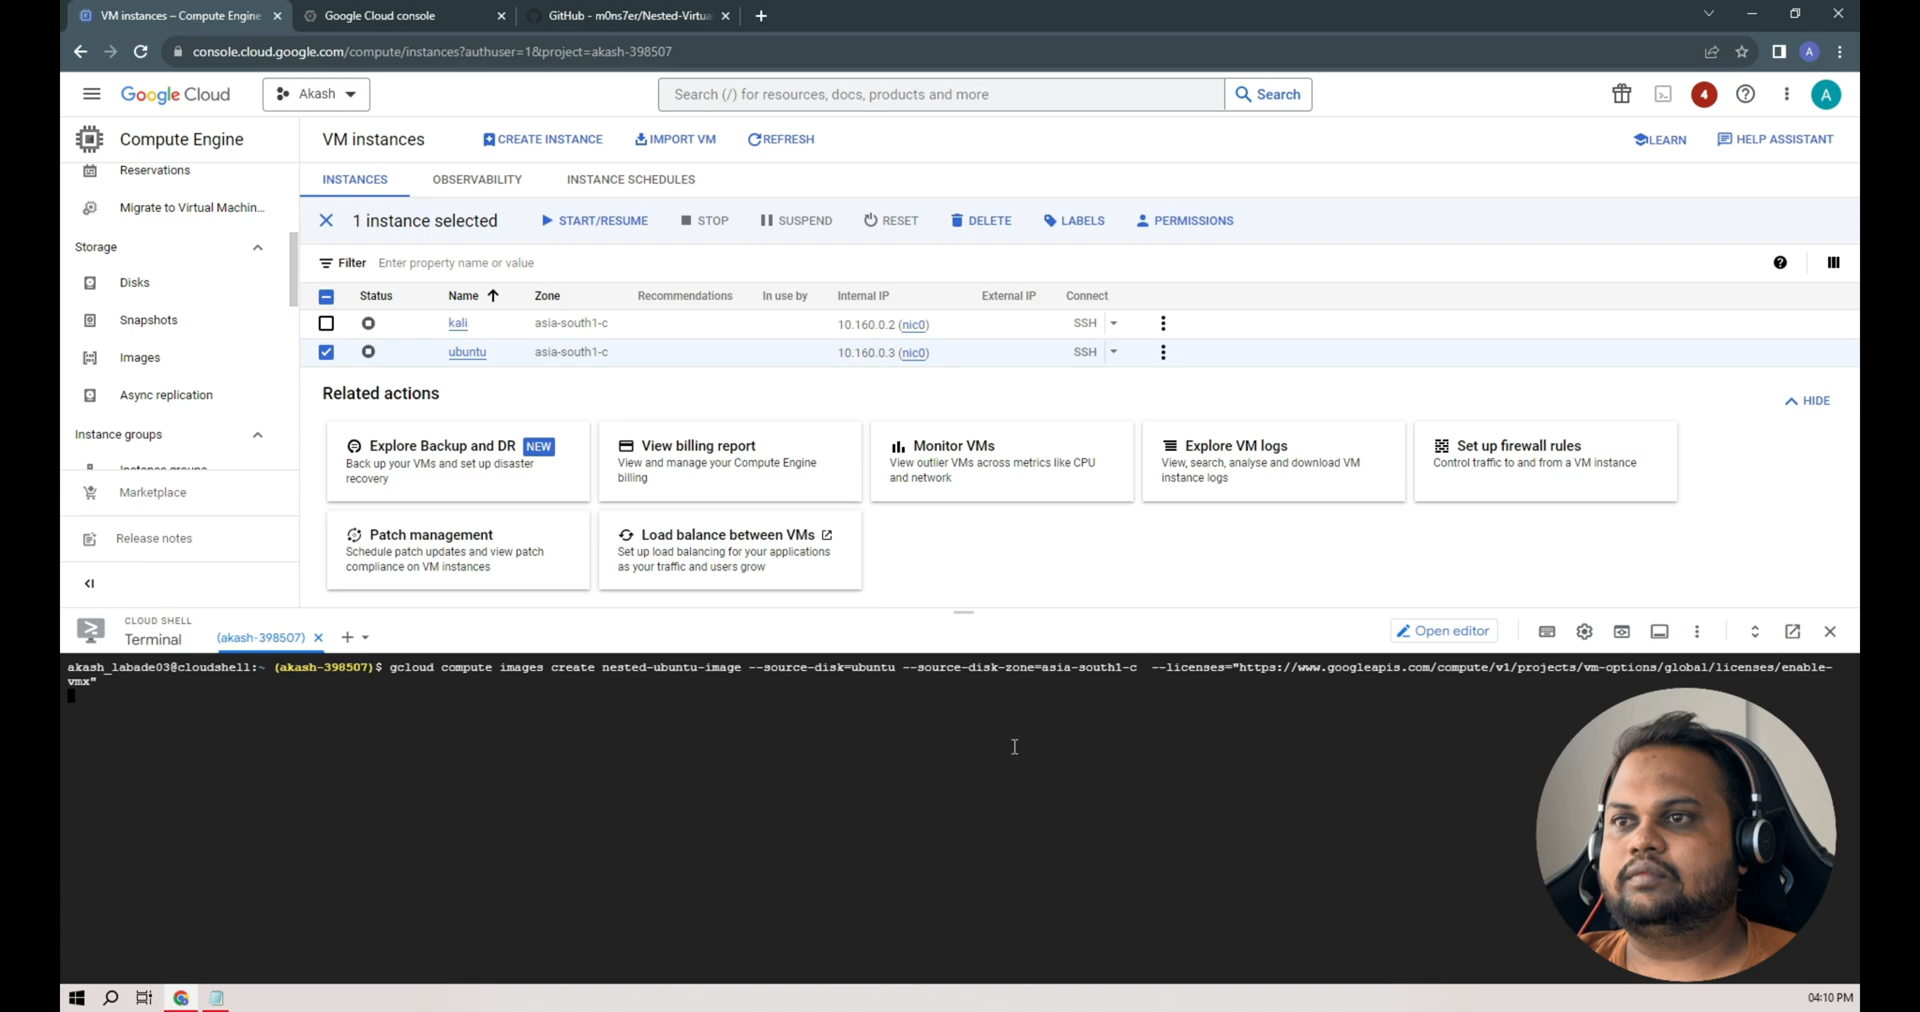 VM instances – Compute Engine
Google Cloud console
GitHub - m0ns7er/Nested-Virtua
console.cloud.google.com/compute/instances?authuser=1&project=akash-398507
A
Google Cloud
Akash
Search (/) for resources, docs, products and more
Search
4
A
Compute Engine
VM instances
CREATE INSTANCE
IMPORT VM
REFRESH
LEARN
HELP ASSISTANT
Reservations
Migrate to Virtual Machin...
Storage
Disks
Snapshots
Images
Async replication
Instance groups
Instance groups
Marketplace
Release notes
INSTANCES
OBSERVABILITY
INSTANCE SCHEDULES
1 instance selected
START/RESUME
STOP
SUSPEND
RESET
DELETE
LABELS
PERMISSIONS
Filter Enter property name or value
Status Name Zone Recommendations In use by Internal IP External IP Connect
kali asia-south1-c 10.160.0.2 (nic0) SSH
ubuntu asia-south1-c 10.160.0.3 (nic0) SSH
Related actions
HIDE
Explore Backup and DR NEW
Back up your VMs and set up disaster
recovery
View billing report
View and manage your Compute Engine
billing
Monitor VMs
View outlier VMs across metrics like CPU
and network
Explore VM logs
View, search, analyse and download VM
instance logs
Set up firewall rules
Control traffic to and from a VM instance
Patch management
Schedule patch updates and view patch
compliance on VM instances
Load balance between VMs
Set up load balancing for your applications
as your traffic and users grow
CLOUD SHELL
Terminal
(akash-398507)
Open editor
akash_labade03@cloudshell:~ (akash-398507)$ gcloud compute images create nested-ubuntu-image --source-disk=ubuntu --source-disk-zone=asia-south1-c  --licenses="https://www.googleapis.com/compute/v1/projects/vm-options/global/licenses/enable-
vmx"
04:10 PM